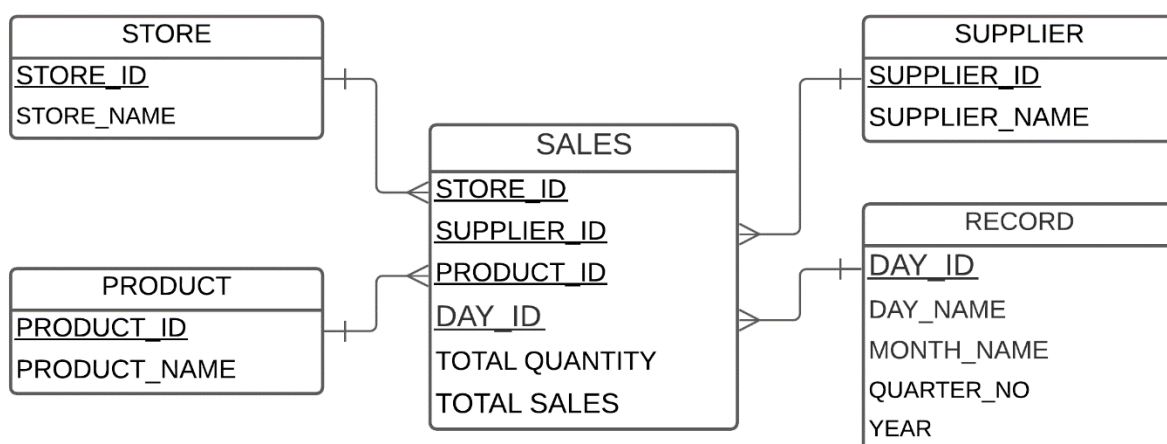 STORE
STORE_ID
STORE_NAME
SUPPLIER
SUPPLIER_ID
SUPPLIER_NAME
SALES
STORE_ID
SUPPLIER_ID
PRODUCT_ID
DAY_ID
TOTAL QUANTITY
TOTAL SALES
PRODUCT
PRODUCT_ID
PRODUCT_NAME
RECORD
DAY_ID
DAY_NAME
MONTH_NAME
QUARTER_NO
YEAR